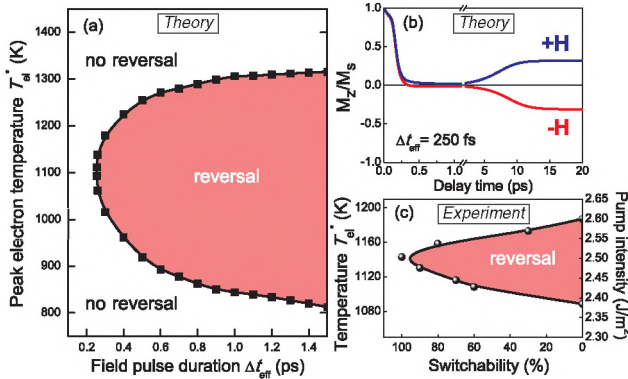 (a)
Theory
no reversal
reversal
no reversal
Peak electron temperature T*el (K)
1300
1200
1100
1000
900
800
0.2 0.4 0.6 0.8 1.0 1.2 1.4
Field pulse duration Δteff (ps)
(b)
Theory
+H
-H
Δteff= 250 fs
Mz/Ms
1.0
0.5
0.0
-0.5
-1.0
0.0 0.5 1.0 5 10 15 20
Delay time (ps)
(c)
Experiment
reversal
Temperature T*el (K)
1200
1160
1120
1080
100 80 60 40 20 0
Switchability (%)
2.65
2.60
2.55
2.50
2.45
2.40
2.35
2.30
Pump intensity (J/m²)